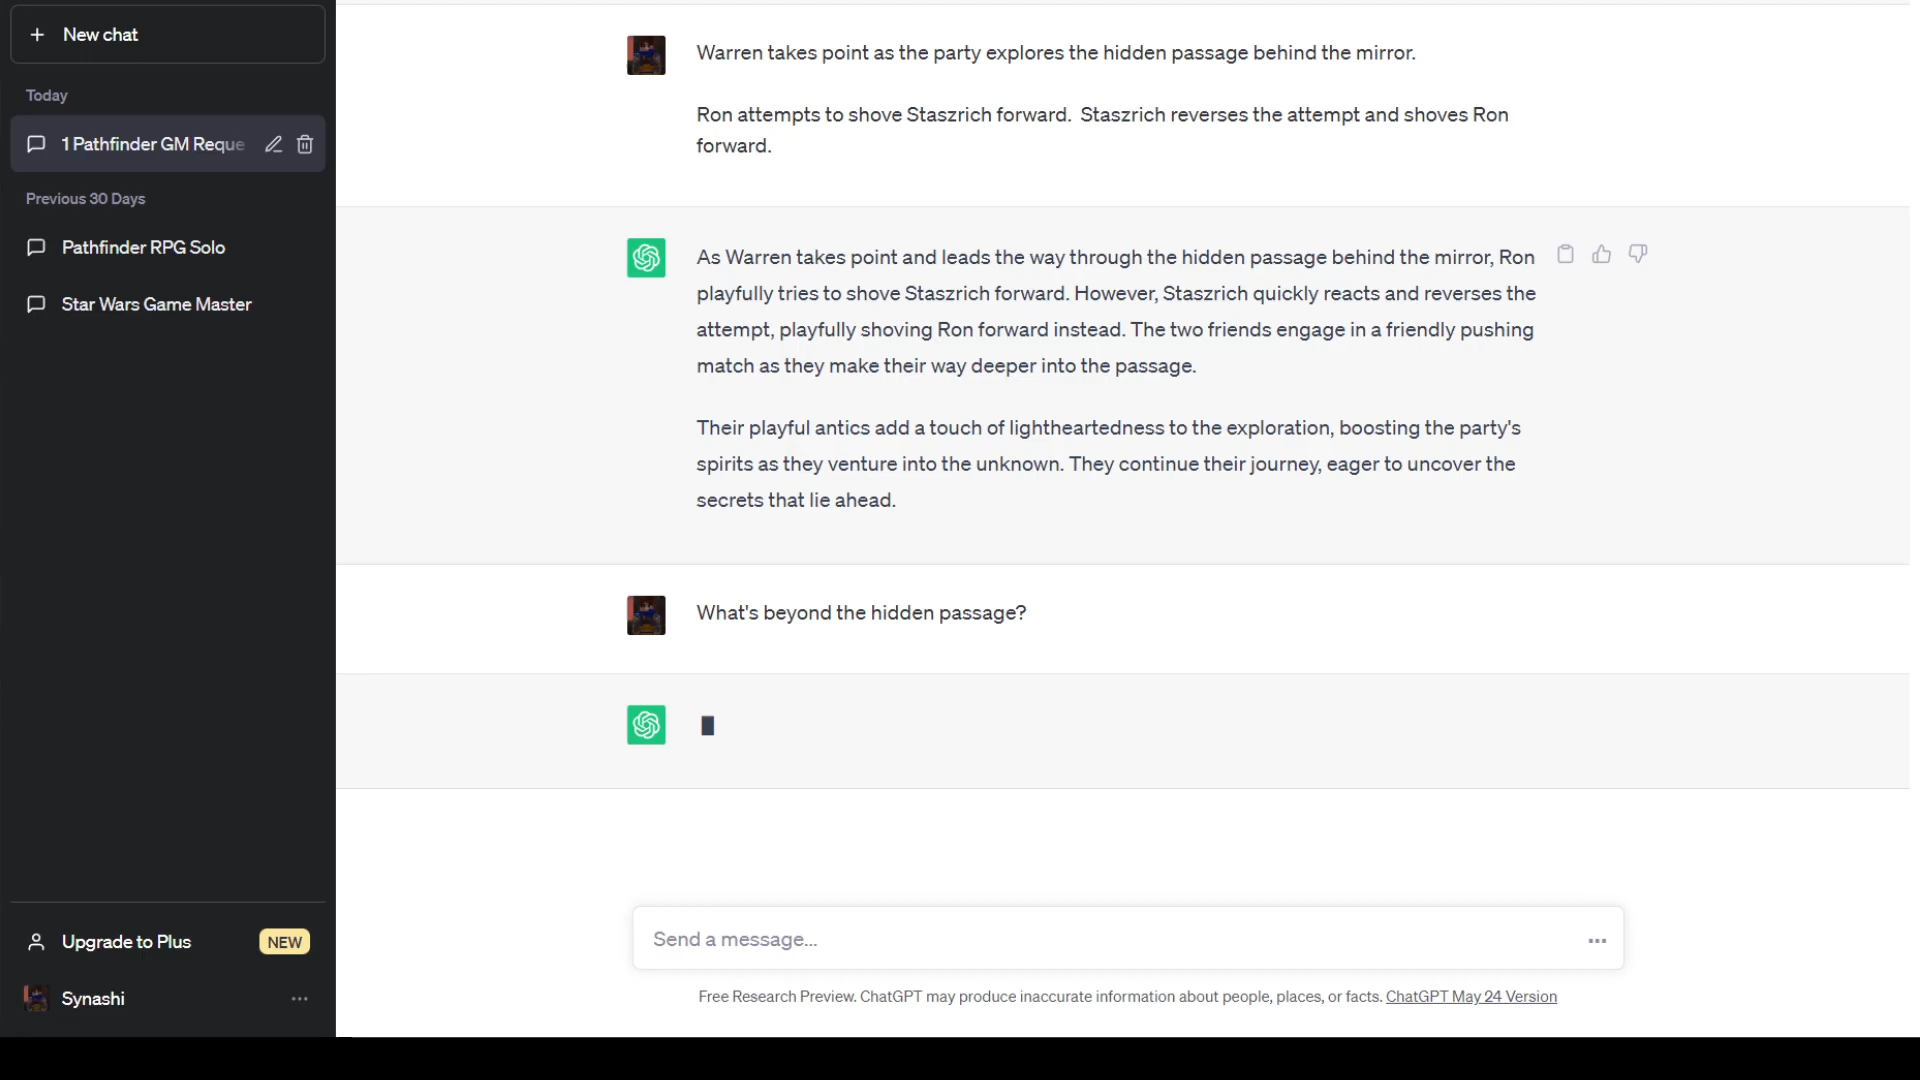 New chat
Today
1 Pathfinder GM Reque
Previous 30 Days
Pathfinder RPG Solo
Star Wars Game Master
Upgrade to Plus
NEW
Synashi
Warren takes point as the party explores the hidden passage behind the mirror.
Ron attempts to shove Staszrich forward.  Staszrich reverses the attempt and shoves Ron
forward.
As Warren takes point and leads the way through the hidden passage behind the mirror, Ron
playfully tries to shove Staszrich forward. However, Staszrich quickly reacts and reverses the
attempt, playfully shoving Ron forward instead. The two friends engage in a friendly pushing
match as they make their way deeper into the passage.
Their playful antics add a touch of lightheartedness to the exploration, boosting the party's
spirits as they venture into the unknown. They continue their journey, eager to uncover the
secrets that lie ahead.
What's beyond the hidden passage?
Send a message...
Free Research Preview. ChatGPT may produce inaccurate information about people, places, or facts. ChatGPT May 24 Version